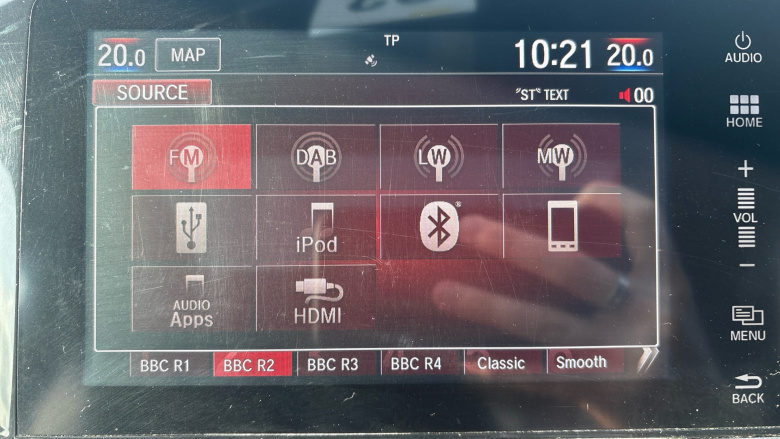 TP
20.0 MAP 10:21 20.0
AUDIO
SOURCE "ST" TEXT 00
HOME
FM DAB LW MW
+
VOL
iPod
−
AUDIO
Apps HDMI
MENU
BBC R1 BBC R2 BBC R3 BBC R4 Classic Smooth
BACK